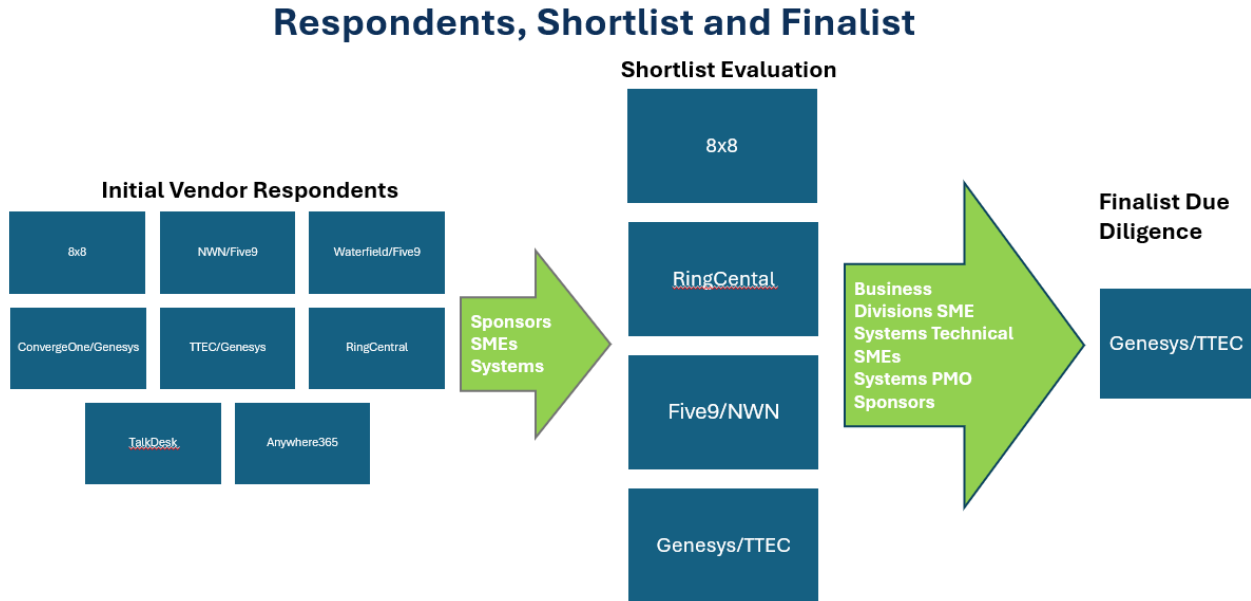 Respondents, Shortlist and Finalist
Initial Vendor Respondents
8x8
NWN/Five9
Waterfield/Five9
ConvergeOne/Genesys
TTEC/Genesys
RingCentral
TalkDesk
Anywhere365
Sponsors
SMEs
Systems
Shortlist Evaluation
8x8
RingCental
Five9/NWN
Genesys/TTEC
Business
Divisions SME
Systems Technical
SMEs
Systems PMO
Sponsors
Finalist Due
Diligence
Genesys/TTEC